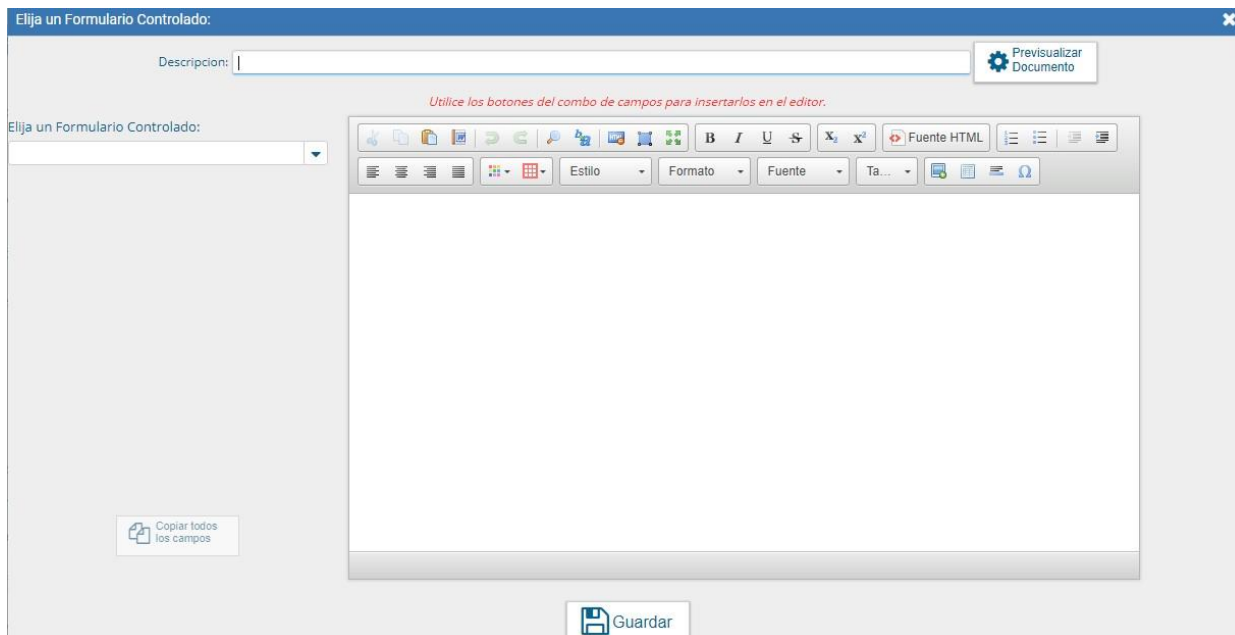 Elija un Formulario Controlado:
Descripcion:
Previsualizar
Documento
Utilice los botones del combo de campos para insertarlos en el editor.
Elija un Formulario Controlado:
B I U S X₂ X² Fuente HTML
Estilo Formato Fuente Ta... Ω
Copiar todos
los campos
Guardar